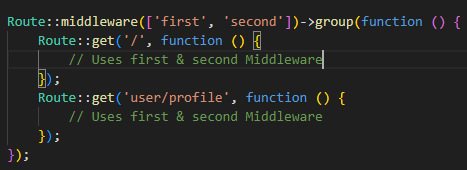 Route::middleware(['first', 'second'])->group(function () {
    Route::get('/', function () {
        // Uses first & second Middleware
    });
    Route::get('user/profile', function () {
        // Uses first & second Middleware
    });
});